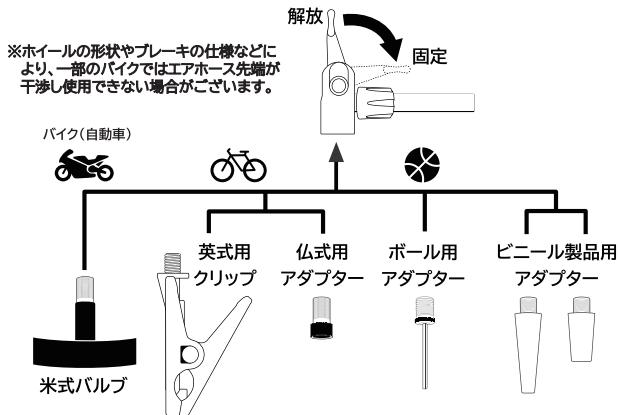 解放
固定
※ホイールの形状やブレーキの仕様などに
より、一部のバイクではエアホース先端が
干渉し使用できない場合がございます。
バイク（自動車）
英式用
クリップ
仏式用
アダプター
ボール用
アダプター
ビニール製品用
アダプター
米式バルブ